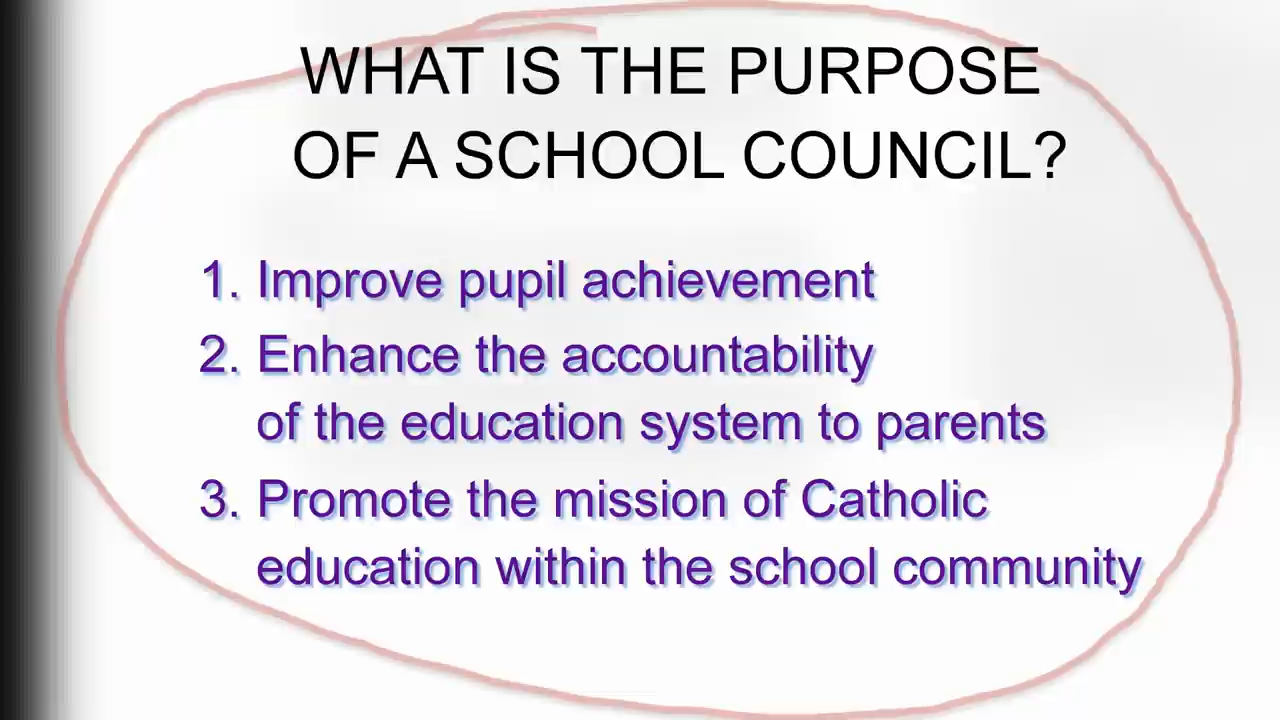 WHAT IS THE PURPOSE
OF A SCHOOL COUNCIL?
1. Improve pupil achievement
2. Enhance the accountability
of the education system to parents
3. Promote the mission of Catholic
education within the school community